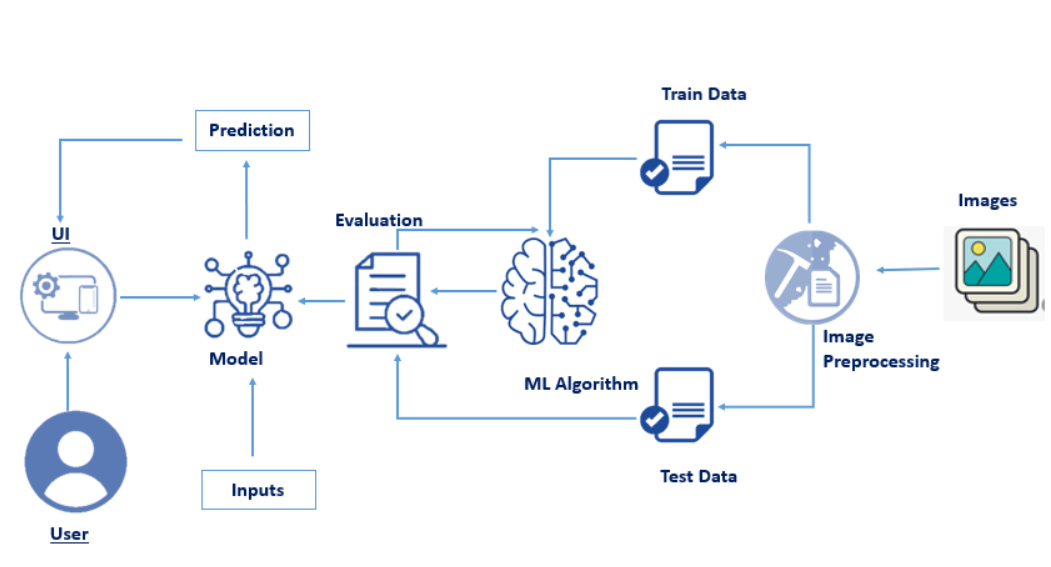 Train Data
Prediction
Images
Evaluation
UI
Image
Preprocessing
Model
ML Algorithm
Test Data
Inputs
User